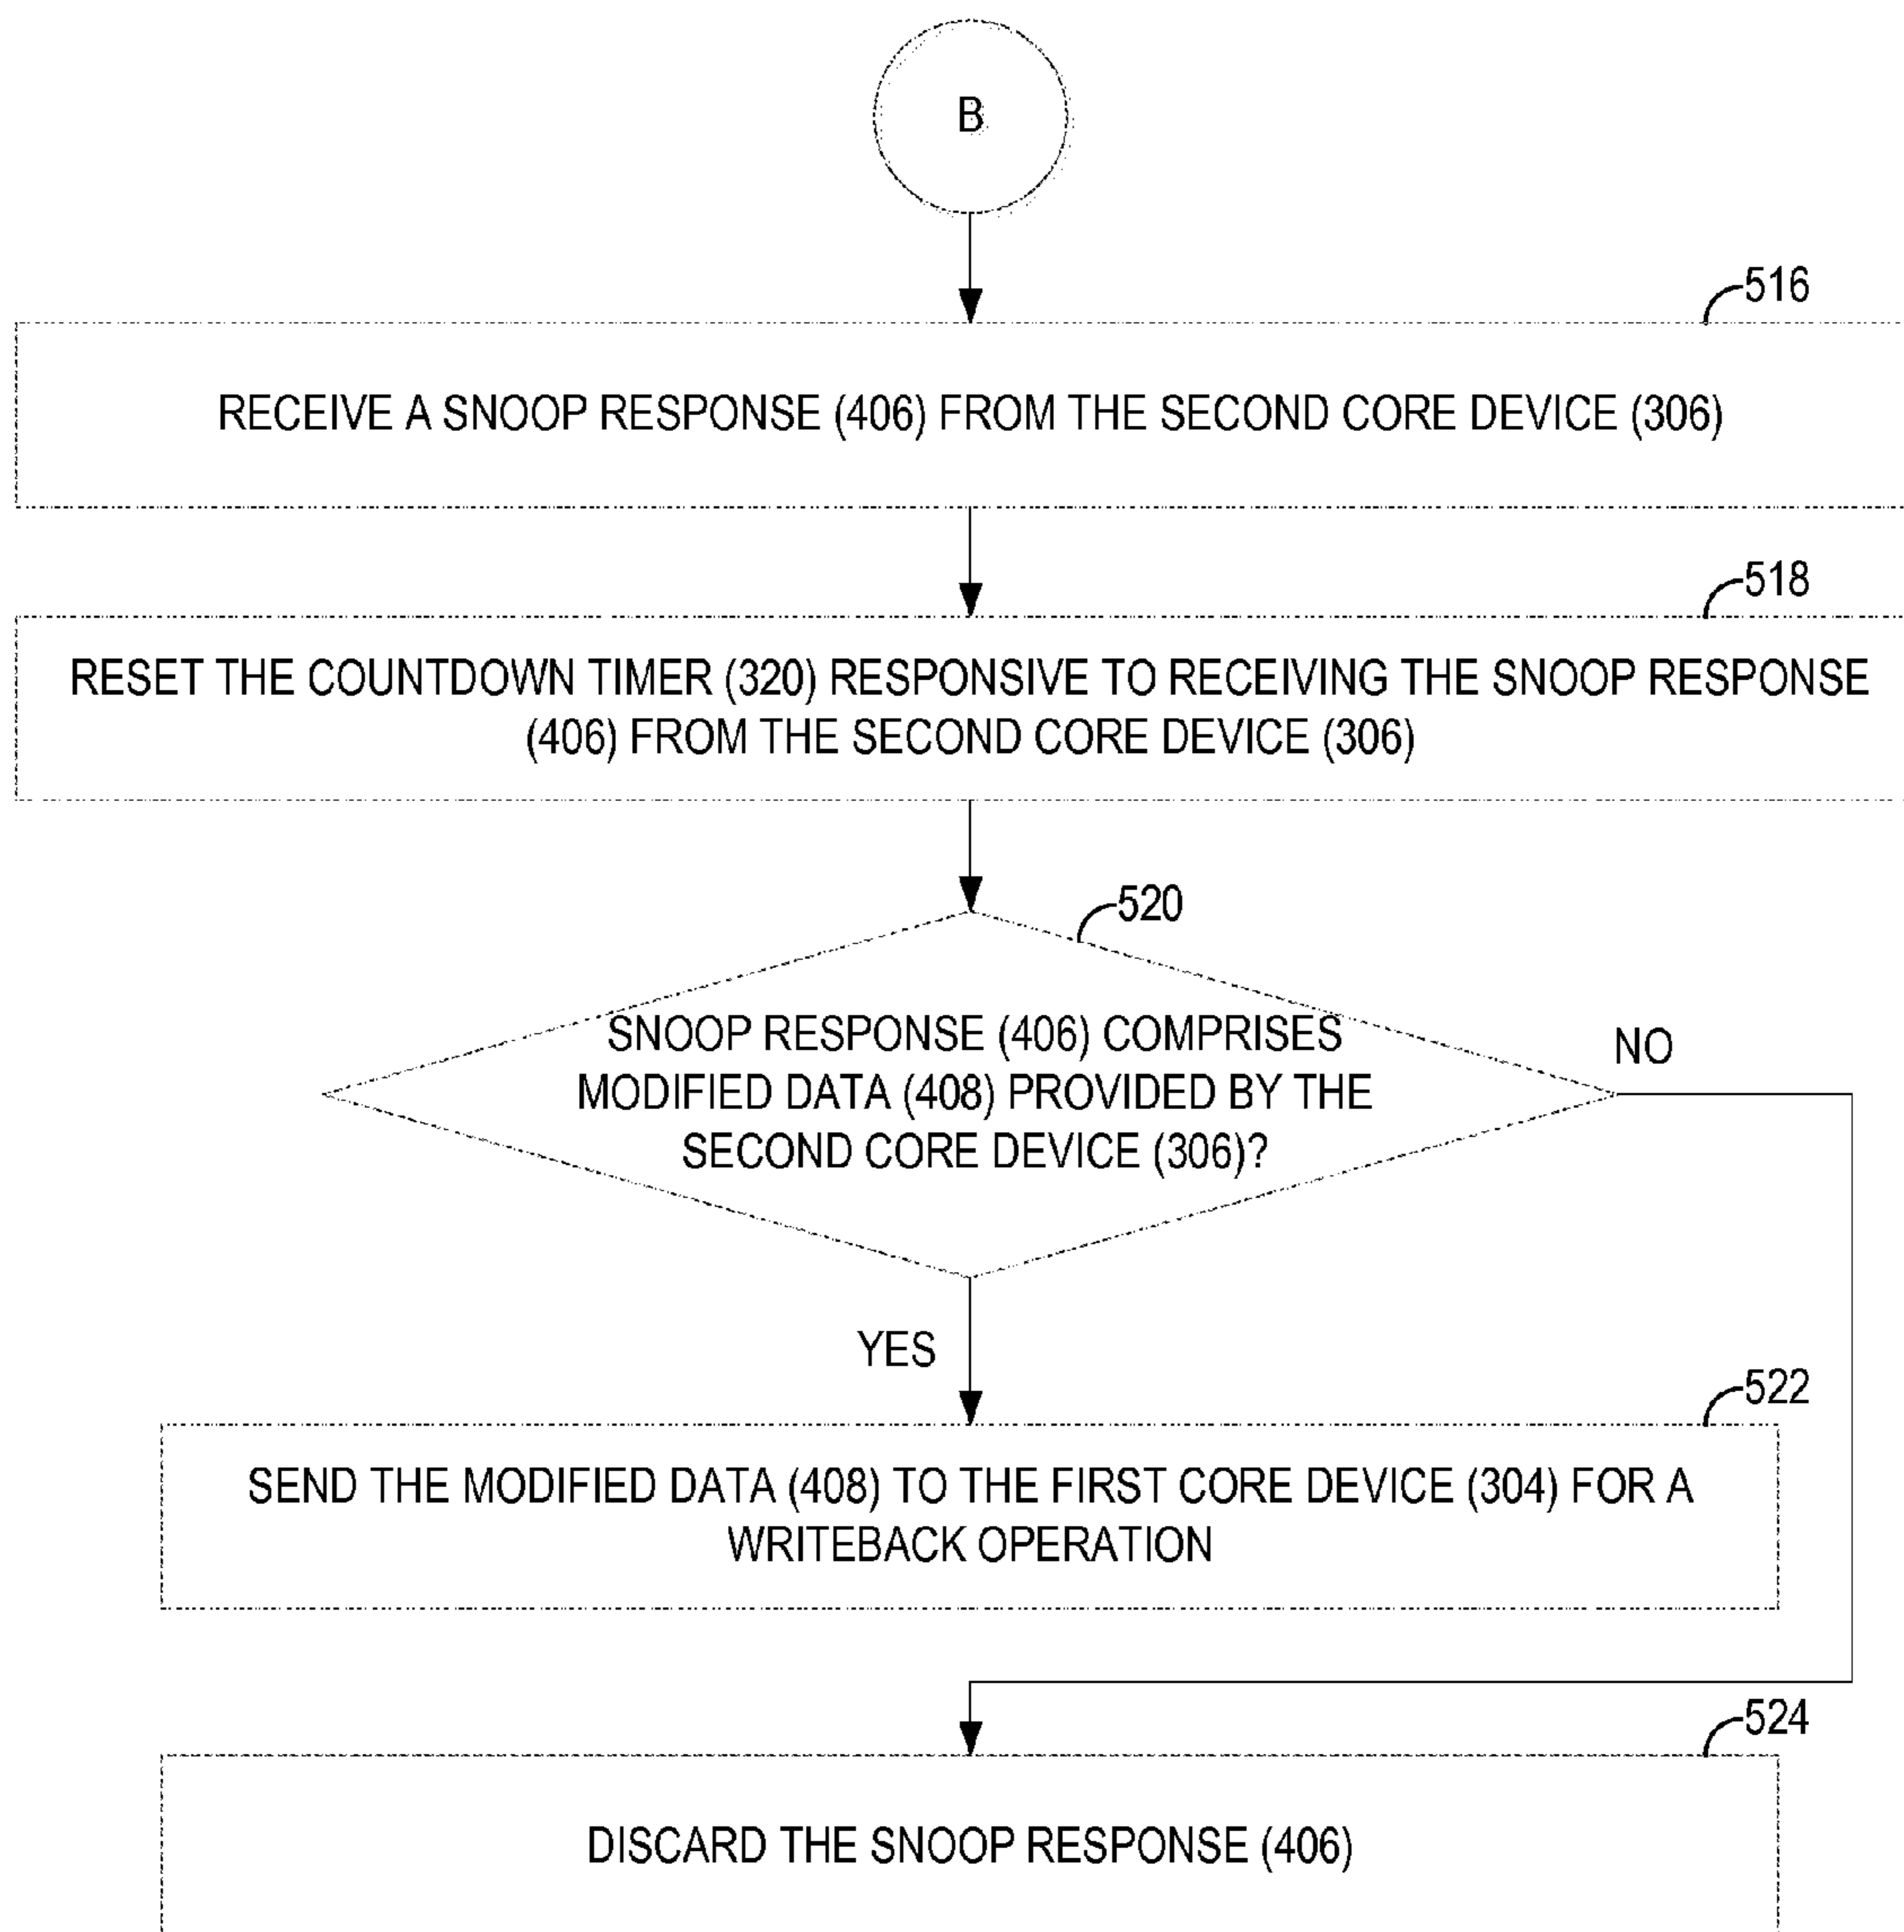 B
516
RECEIVE A SNOOP RESPONSE (406) FROM THE SECOND CORE DEVICE (306)
518
RESET THE COUNTDOWN TIMER (320) RESPONSIVE TO RECEIVING THE SNOOP RESPONSE
(406) FROM THE SECOND CORE DEVICE (306)
520
SNOOP RESPONSE (406) COMPRISES
MODIFIED DATA (408) PROVIDED BY THE
SECOND CORE DEVICE (306)?
NO
YES
522
SEND THE MODIFIED DATA (408) TO THE FIRST CORE DEVICE (304) FOR A
WRITEBACK OPERATION
524
DISCARD THE SNOOP RESPONSE (406)